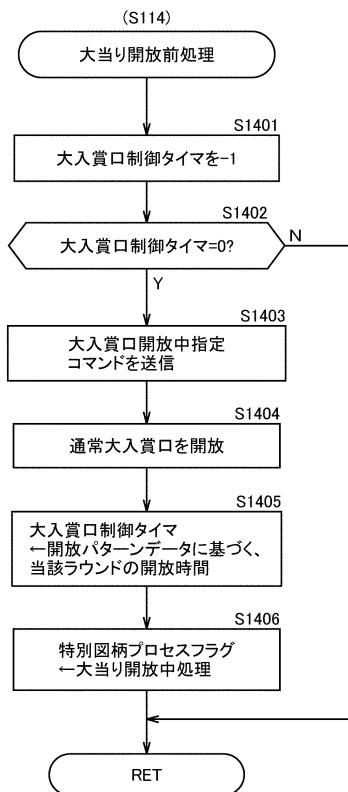 (S114)
大当り開放前処理
S1401
大入賞口制御タイマを-1
S1402
大入賞口制御タイマ=0?
N
Y
S1403
大入賞口開放中指定
コマンドを送信
S1404
通常大入賞口を開放
S1405
大入賞口制御タイマ
←開放パターンデータに基づく、
当該ラウンドの開放時間
S1406
特別図柄プロセスフラグ
←大当り開放中処理
RET